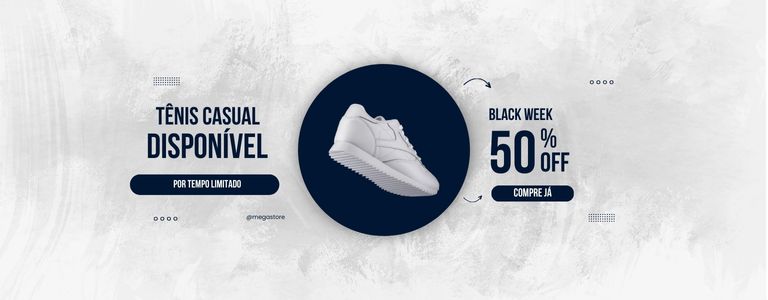 TÊNIS CASUAL
DISPONÍVEL
POR TEMPO LIMITADO
@megastore
BLACK WEEK
50% OFF
COMPRE JÁ